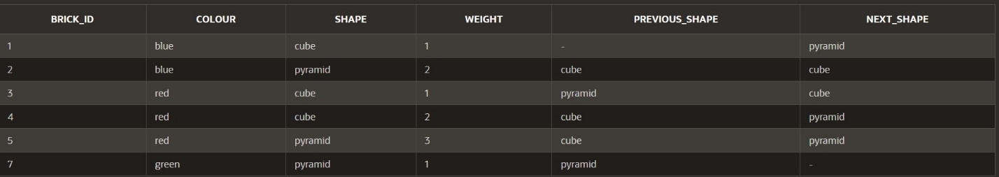 BRICK_ID COLOUR SHAPE WEIGHT PREVIOUS_SHAPE NEXT_SHAPE
1 blue cube 1 - pyramid
2 blue pyramid 2 cube cube
3 red cube 1 pyramid cube
4 red cube 2 cube pyramid
5 red pyramid 3 cube pyramid
7 green pyramid 1 pyramid -